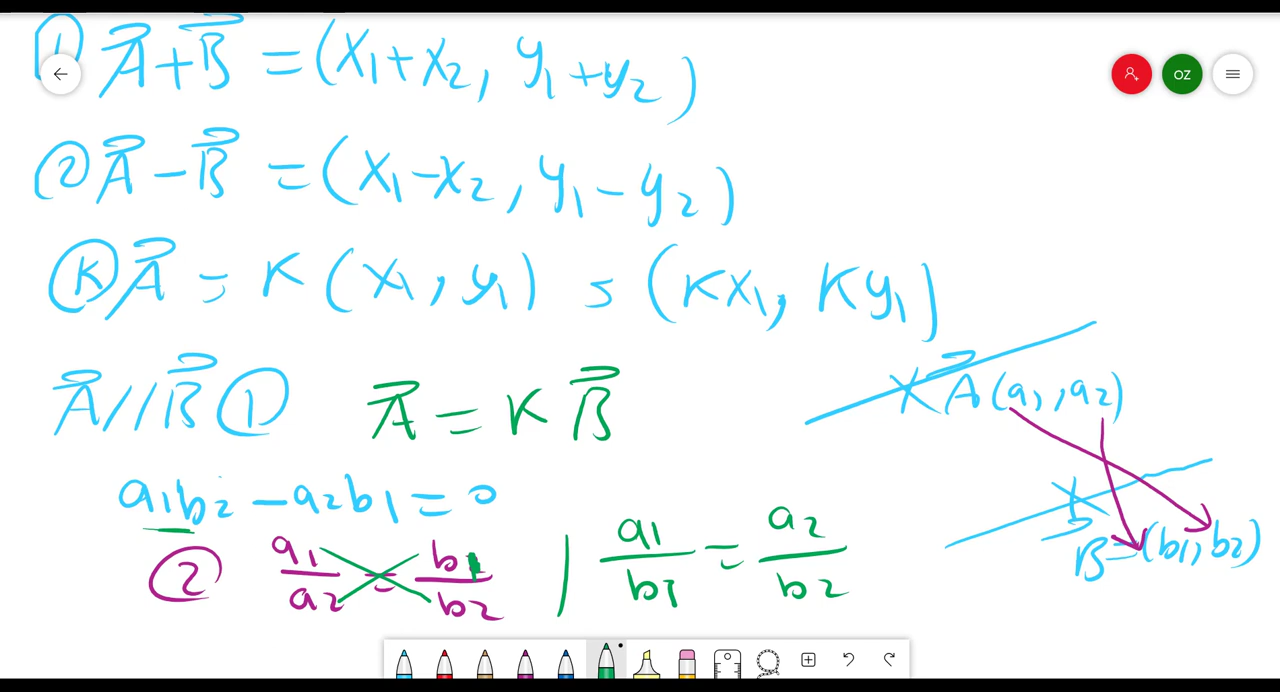 ① A⃗+B⃗ = (x₁+x₂, y₁+y₂)
OZ
② A⃗-B⃗ = (x₁-x₂, y₁-y₂)
Ⓚ A⃗ = K(x₁, y₁) = (Kx₁, Ky₁)
A⃗//B⃗ ① A⃗ = K B⃗
A⃗(a₁, a₂)
a₁b₂ - a₂b₁ = 0
B⃗=(b₁, b₂)
② a₁/a₂ = b₁/b₂ | a₁/b₁ = a₂/b₂